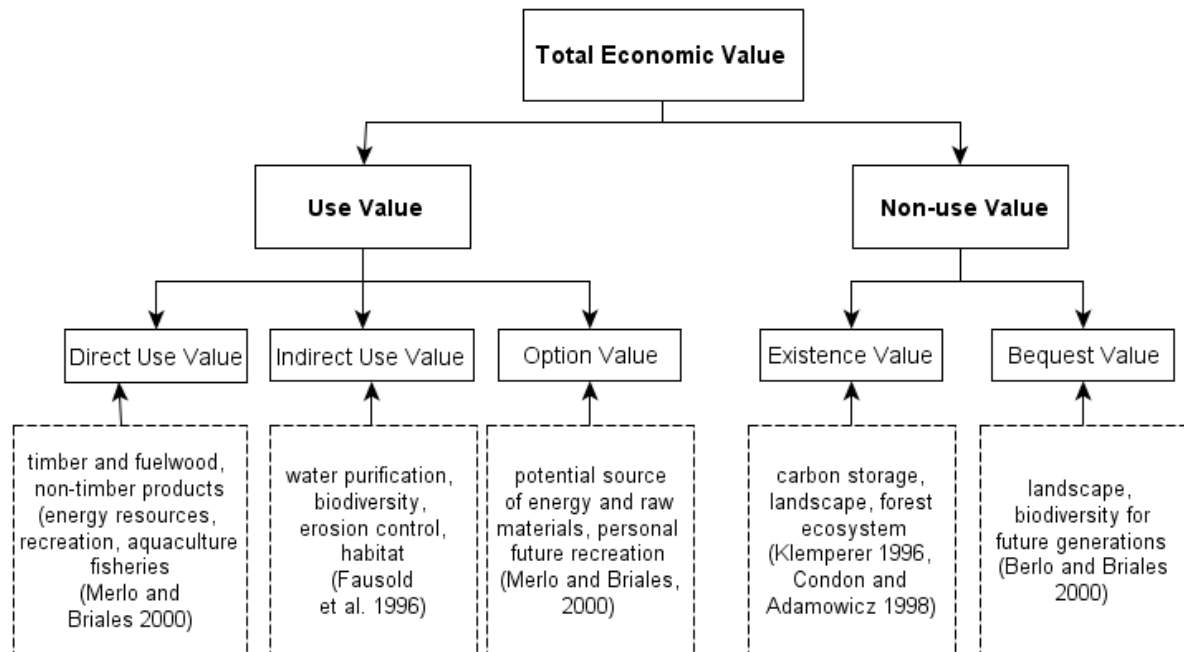 Total Economic Value
Use Value
Non-use Value
Direct Use Value
Indirect Use Value
Option Value
Existence Value
Bequest Value
timber and fuelwood,
non-timber products
(energy resources,
recreation, aquaculture
fisheries
(Merlo and
Briales 2000)
water purification,
biodiversity,
erosion control,
habitat
(Fausold
et al. 1996)
potential source
of energy and raw
materials, personal
future recreation
(Merlo and Briales,
2000)
carbon storage,
landscape, forest
ecosystem
(Klemperer 1996,
Condon and
Adamowicz 1998)
landscape,
biodiversity for
future generations
(Berlo and Briales
2000)